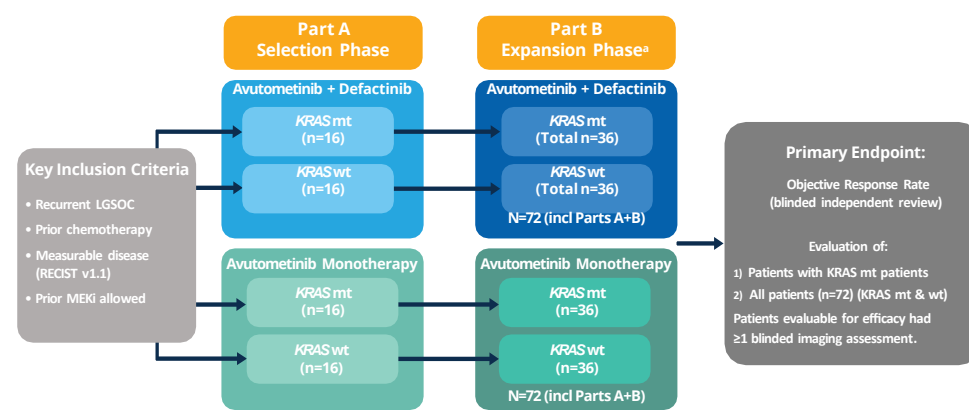 Part A
Selection Phase
Part B
Expansion Phaseᵃ
Key Inclusion Criteria
• Recurrent LGSOC
• Prior chemotherapy
• Measurable disease
(RECIST v1.1)
• Prior MEKi allowed
Avutometinib + Defactinib
KRAS mt
(n=16)
KRAS wt
(n=16)
Avutometinib + Defactinib
KRAS mt
(Total n=36)
KRAS wt
(Total n=36)
N=72 (incl Parts A+B)
Avutometinib Monotherapy
KRAS mt
(n=16)
KRAS wt
(n=16)
Avutometinib Monotherapy
KRAS mt
(n=36)
KRAS wt
(n=36)
N=72 (incl Parts A+B)
Primary Endpoint:
Objective Response Rate
(blinded independent review)
Evaluation of:
1) Patients with KRAS mt patients
2) All patients (n=72) (KRAS mt & wt)
Patients evaluable for efficacy had
≥1 blinded imaging assessment.